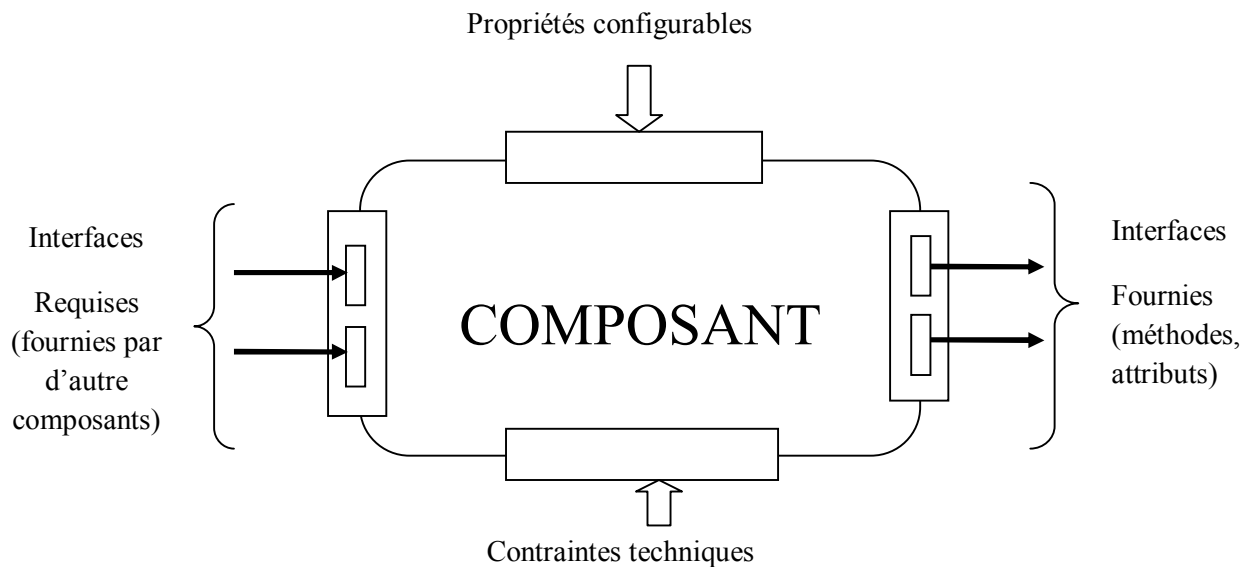 Propriétés configurables
Interfaces
Requises
(fournies par
d’autre
composants)
COMPOSANT
Interfaces
Fournies
(méthodes,
attributs)
Contraintes techniques